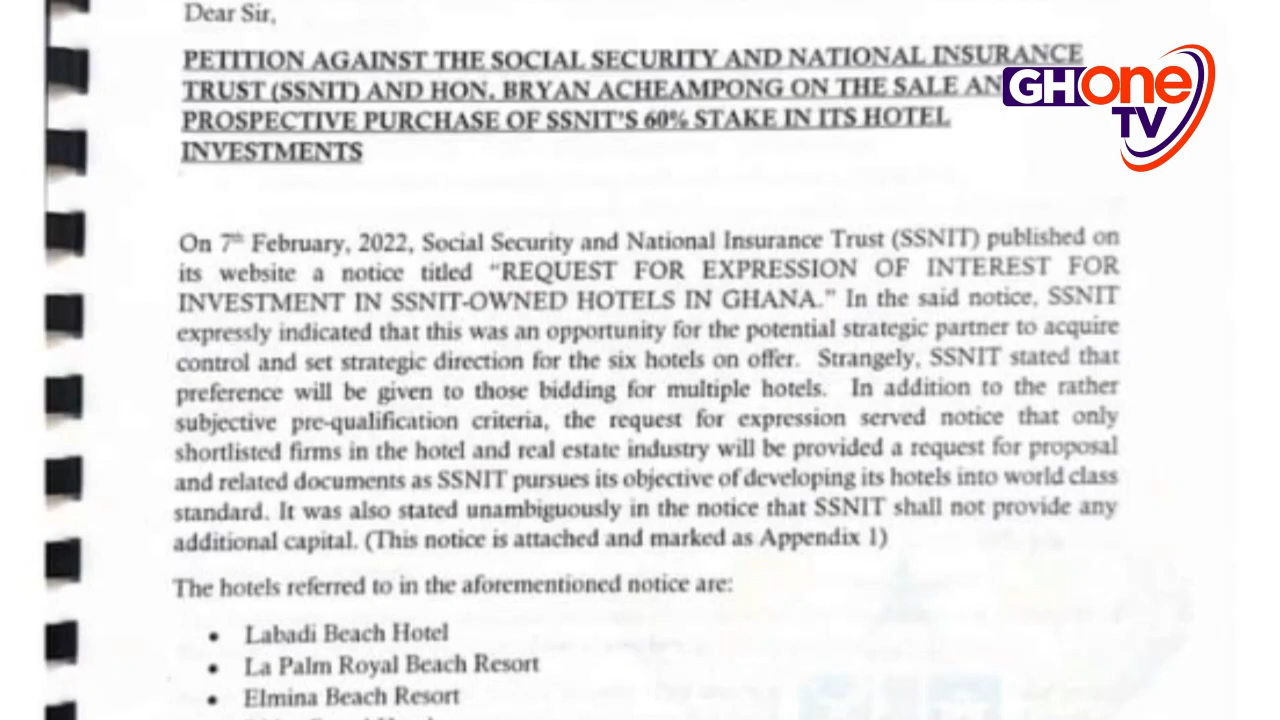 Dear Sir,
PETITION AGAINST THE SOCIAL SECURITY AND NATIONAL INSURANCE
TRUST (SSNIT) AND HON. BRYAN ACHEAMPONG ON THE SALE
PROSPECTIVE PURCHASE OF SSNIT'S 60% STAKE IN ITS HOTEL
INVESTMENTS
GHOne
TV
On 7th February, 2022, Social Security and National Insurance Trust (SSNIT) published on
its website a notice titled "REQUEST FOR EXPRESSION OF INTEREST FOR
INVESTMENT IN SSNIT-OWNED HOTELS IN GHANA." In the said notice, SSNIT
expressly indicated that this was an opportunity for the potential strategic partner to acquire
control and set strategic direction for the six hotels on offer. Strangely, SSNIT stated that
preference will be given to those bidding for multiple hotels. In addition to the rather
subjective pre-qualification criteria, the request for expression served notice that only
shortlisted firms in the hotel and real estate industry will be provided a request for proposal
and related documents as SSNIT pursues its objective of developing its hotels into world class
standard. It was also stated unambiguously in the notice that SSNIT shall not provide any
additional capital. (This notice is attached and marked as Appendix 1)
The hotels referred to in the aforementioned notice are:
• Labadi Beach Hotel
• La Palm Royal Beach Resort
• Elmina Beach Resort